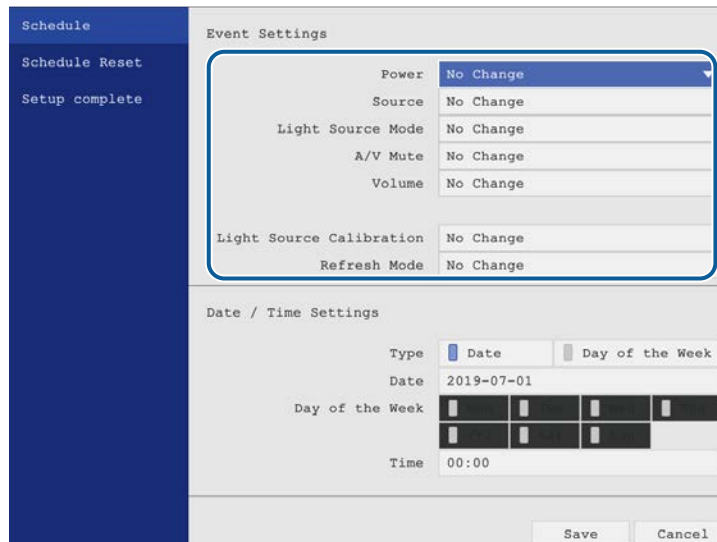 Schedule
Schedule Reset
Setup complete
Event Settings
Power No Change
Source No Change
Light Source Mode No Change
A/V Mute No Change
Volume No Change
Light Source Calibration No Change
Refresh Mode No Change
Date / Time Settings
Type Date Day of the Week
Date 2019-07-01
Day of the Week
Time 00:00
Save Cancel